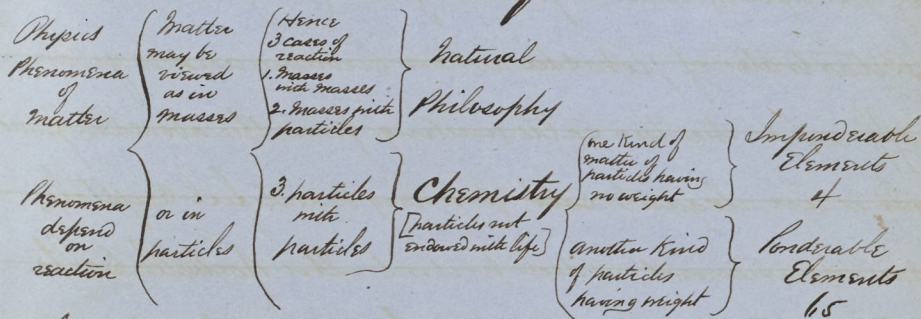 Physics
Phenomena
of
matter
Phenomena
depend
on
reaction
Matter
may be
viewed
as in
masses
or in
particles
Hence
3 cases of
reaction
1. masses
with masses
2. masses with
particles
3. particles
with
particles
Natural
Philosophy
Chemistry
[particles not
endowed with life]
one kind of
matter of
particles having
no weight
another kind
of particles
having weight
Imponderable
Elements
4
Ponderable
Elements
65